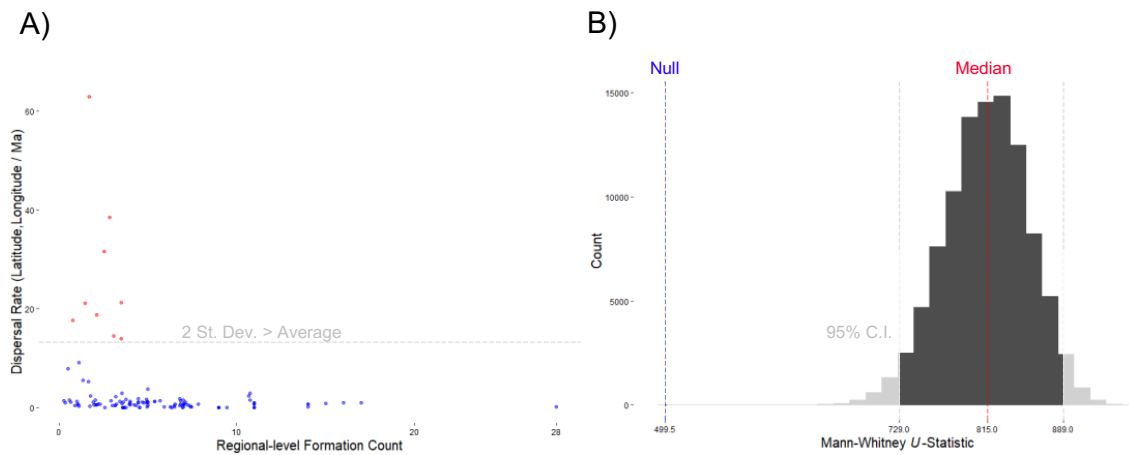 A)
60
40
20
0
Dispersal Rate (Latitude,Longitude / Ma)
2 St. Dev. > Average
0 10 20 28
Regional-level Formation Count
B)
Null Median
15000
10000
5000
0
Count
95% C.I.
499.5 729.0 815.0 889.0
Mann-Whitney U-Statistic